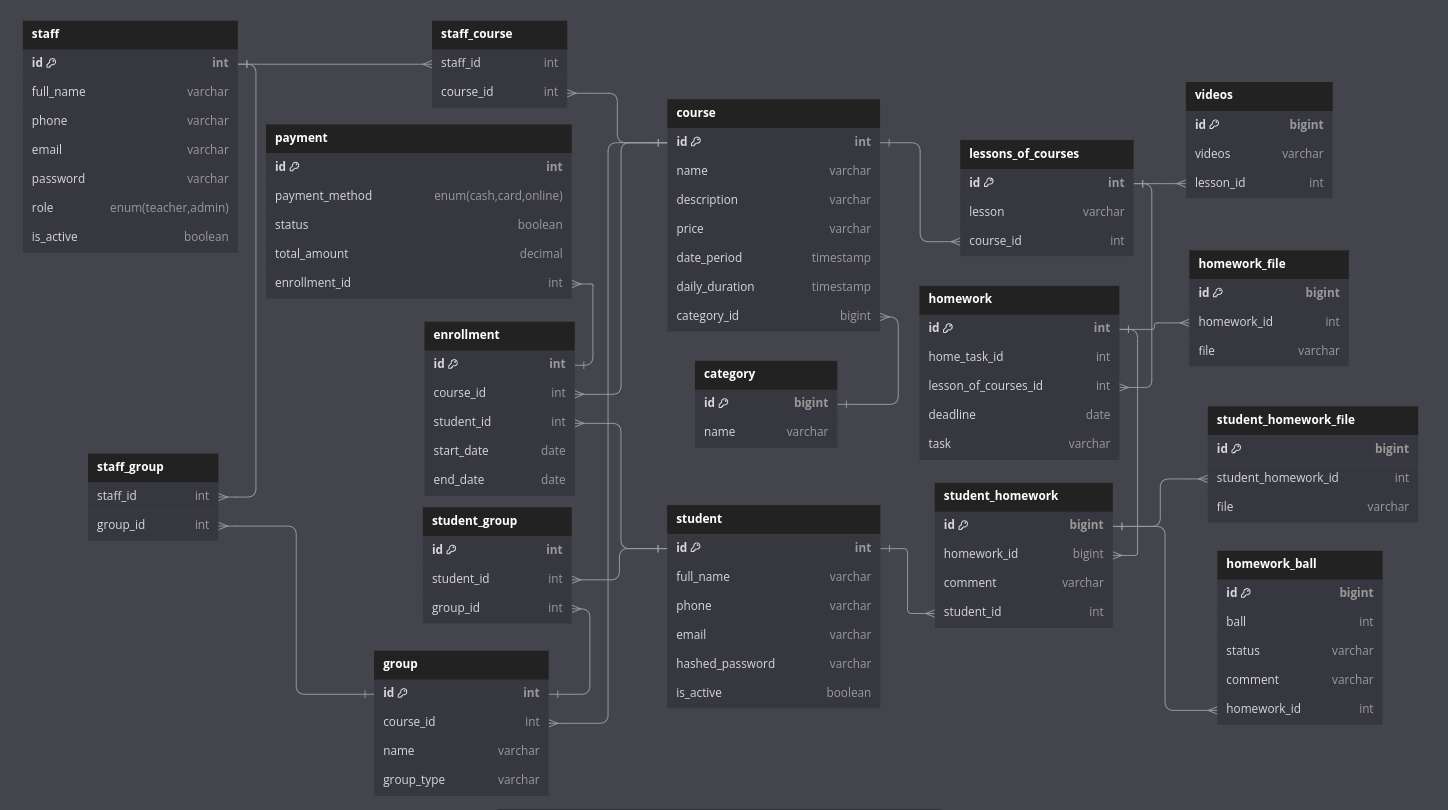 staff
id int
full_name varchar
phone varchar
email varchar
password varchar
role enum(teacher,admin)
is_active boolean
staff_course
staff_id int
course_id int
payment
id int
payment_method enum(cash,card,online)
status boolean
total_amount decimal
enrollment_id int
course
id int
name varchar
description varchar
price varchar
date_period timestamp
daily_duration timestamp
category_id bigint
lessons_of_courses
id int
lesson varchar
course_id int
videos
id bigint
videos varchar
lesson_id int
homework_file
id bigint
homework_id int
file varchar
homework
id int
home_task_id int
lesson_of_courses_id int
deadline date
task varchar
enrollment
id int
course_id int
student_id int
start_date date
end_date date
category
id bigint
name varchar
student_homework_file
id bigint
student_homework_id int
file varchar
staff_group
staff_id int
group_id int
student_group
id int
student_id int
group_id int
student
id int
full_name varchar
phone varchar
email varchar
hashed_password varchar
is_active boolean
student_homework
id bigint
homework_id bigint
comment varchar
student_id int
homework_ball
id bigint
ball int
status varchar
comment varchar
homework_id int
group
id int
course_id int
name varchar
group_type varchar